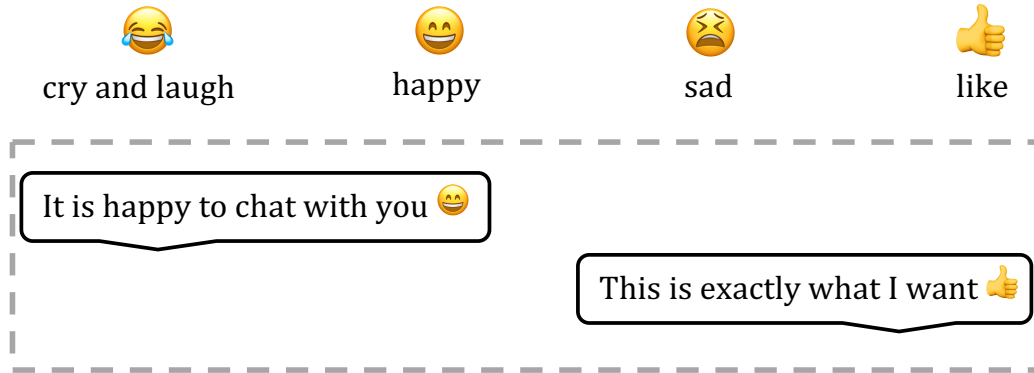 cry and laugh happy sad like
It is happy to chat with you 😄
This is exactly what I want 👍